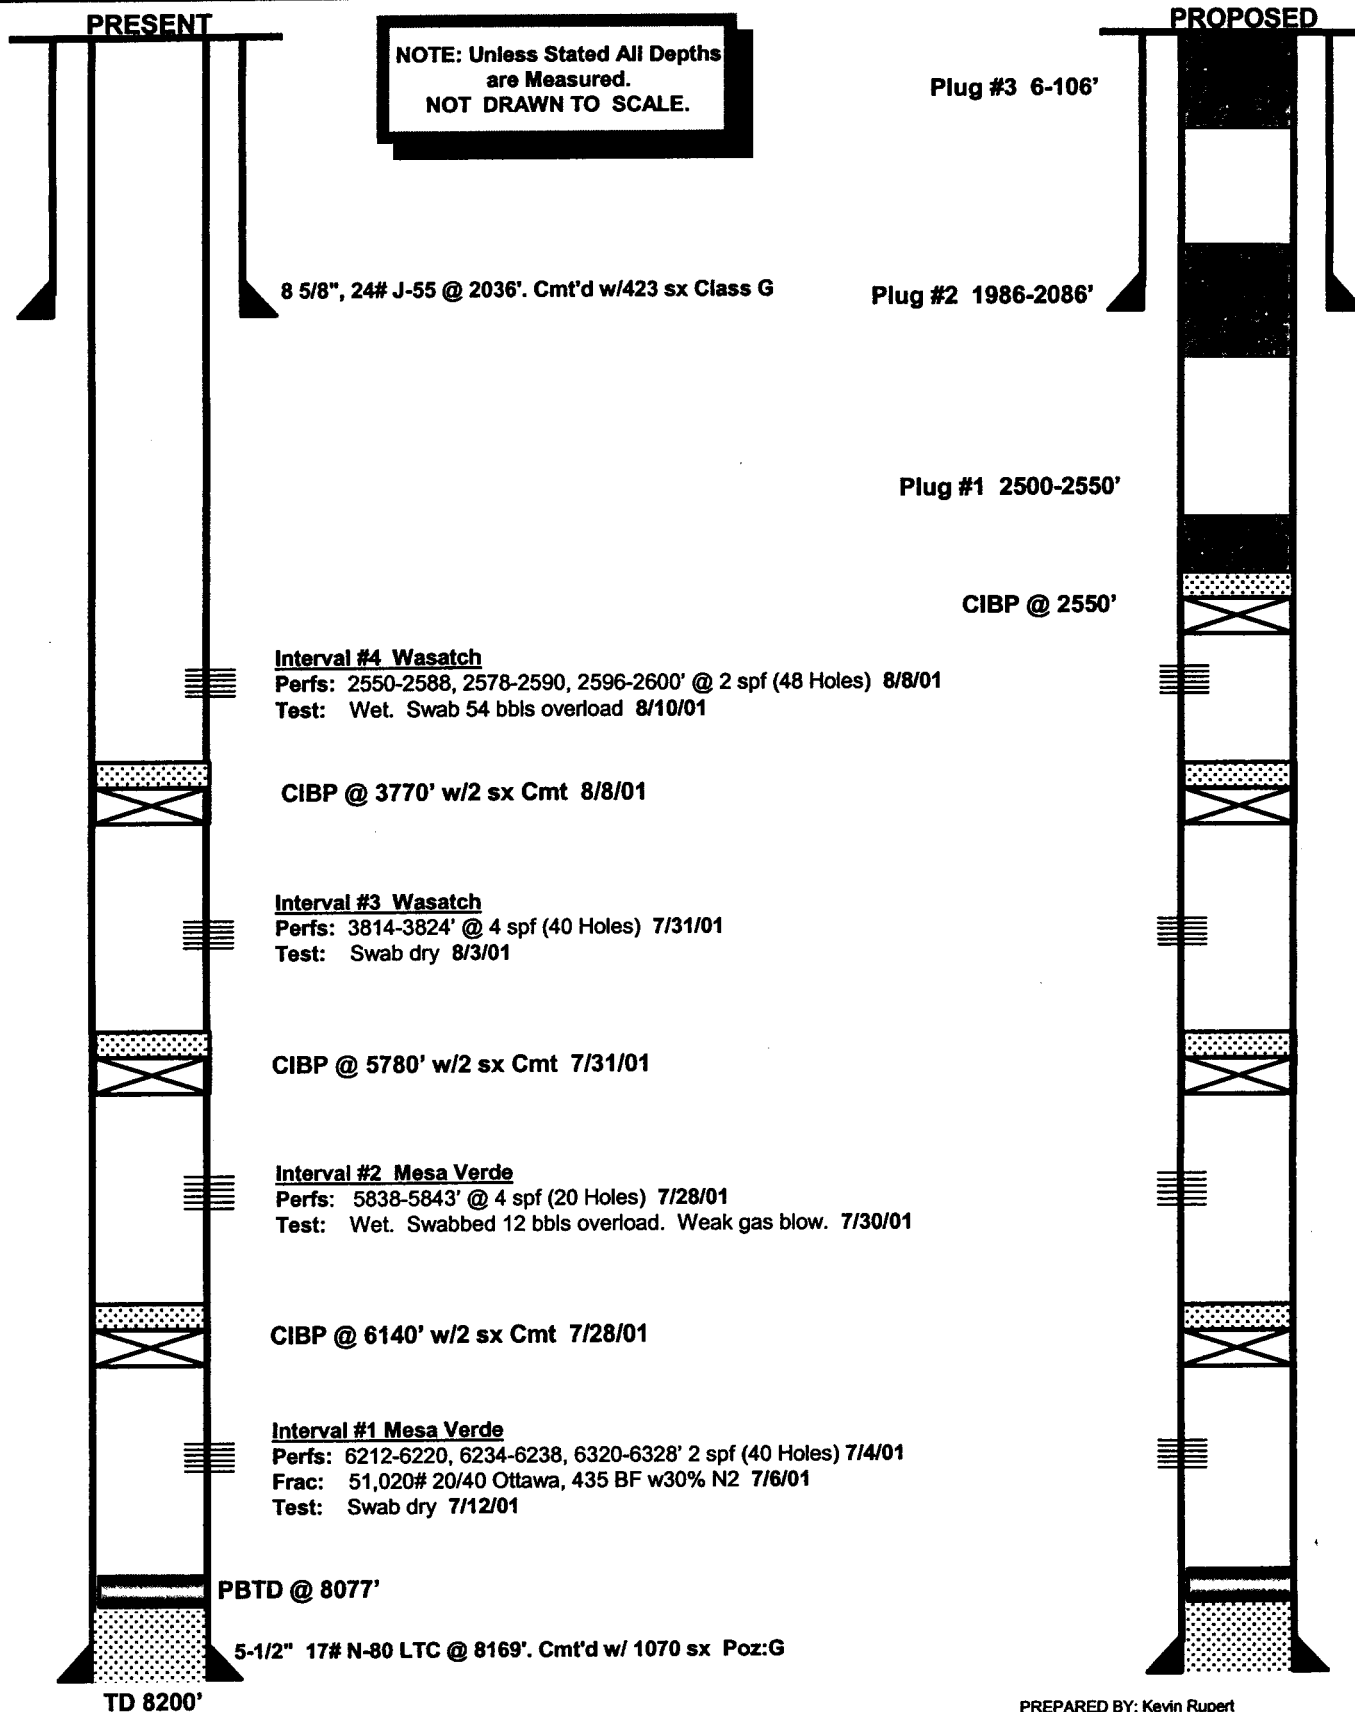 PRESENT
NOTE: Unless Stated All Depths
are Measured.
NOT DRAWN TO SCALE.
PROPOSED
Plug #3 6-106'
8 5/8", 24# J-55 @ 2036'. Cmt'd w/423 sx Class G
Plug #2 1986-2086'
Plug #1 2500-2550'
CIBP @ 2550'
Interval #4 Wasatch
Perfs: 2550-2588, 2578-2590, 2596-2600' @ 2 spf (48 Holes) 8/8/01
Test: Wet. Swab 54 bbls overload 8/10/01
CIBP @ 3770' w/2 sx Cmt 8/8/01
Interval #3 Wasatch
Perfs: 3814-3824' @ 4 spf (40 Holes) 7/31/01
Test: Swab dry 8/3/01
CIBP @ 5780' w/2 sx Cmt 7/31/01
Interval #2 Mesa Verde
Perfs: 5838-5843' @ 4 spf (20 Holes) 7/28/01
Test: Wet. Swabbed 12 bbls overload. Weak gas blow. 7/30/01
CIBP @ 6140' w/2 sx Cmt 7/28/01
Interval #1 Mesa Verde
Perfs: 6212-6220, 6234-6238, 6320-6328' 2 spf (40 Holes) 7/4/01
Frac: 51,020# 20/40 Ottawa, 435 BF w30% N2 7/6/01
Test: Swab dry 7/12/01
PBTD @ 8077'
5-1/2" 17# N-80 LTC @ 8169'. Cmt'd w/ 1070 sx Poz:G
TD 8200'
PREPARED BY: Kevin Rupert